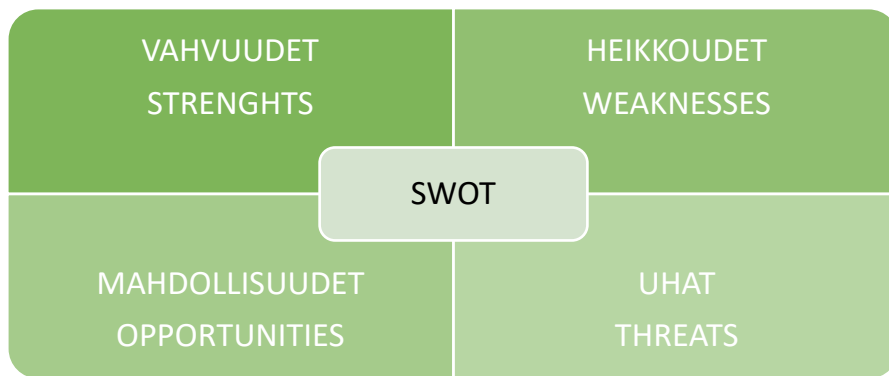 VAHVUUDET
STRENGHTS
HEIKKOUDET
WEAKNESSES
SWOT
MAHDOLLISUUDET
OPPORTUNITIES
UHAT
THREATS